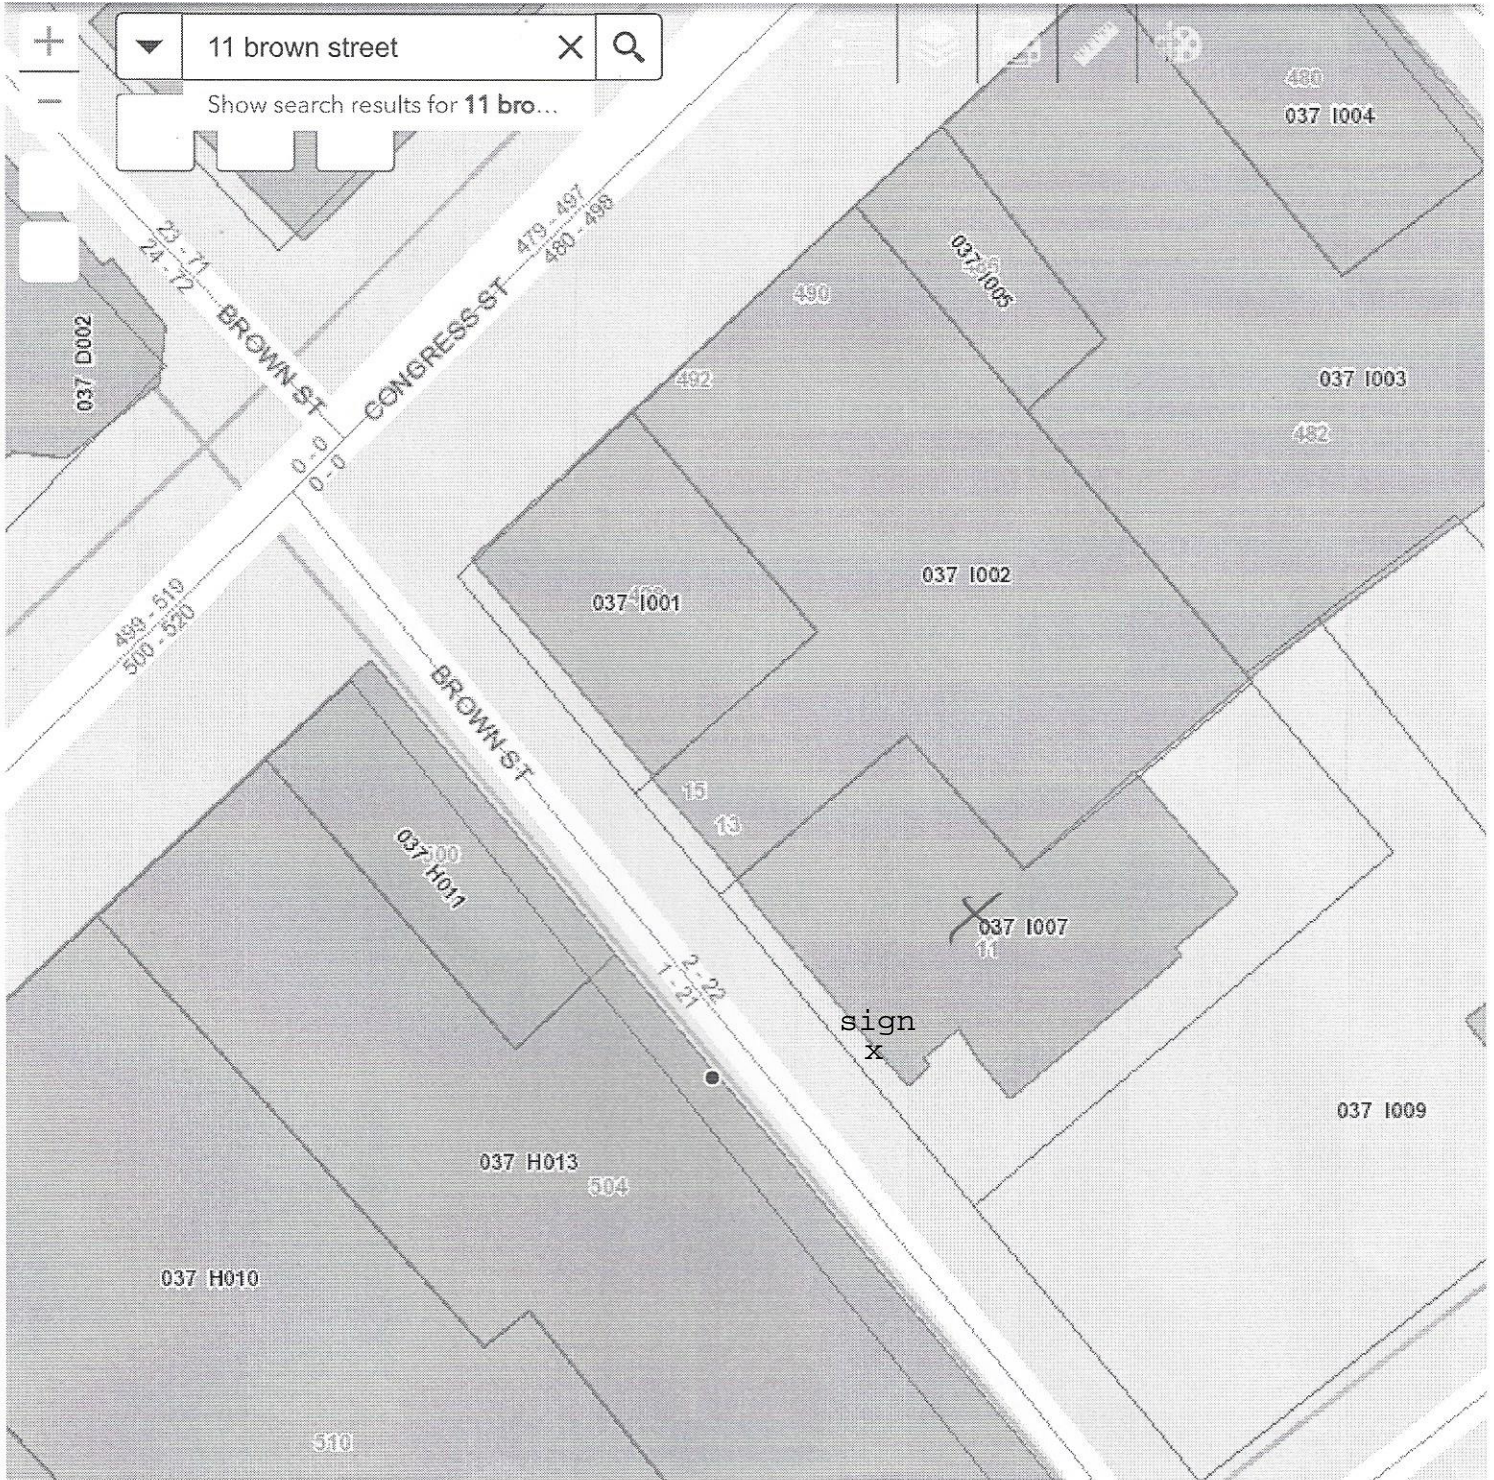 11 brown street
Show search results for 11 bro…
480
037 I004
23 - 71
24 - 72
479 - 497
480 - 498
BROWN ST
CONGRESS ST
037 I005
490
037 D002
492
037 I003
482
0 - 0
0 - 0
499 - 519
500 - 520
037 I001
037 I002
BROWN ST
15
13
037 H011
500
037 I007
11
2 - 22
1 - 21
sign
x
037 I009
037 H013
504
037 H010
510